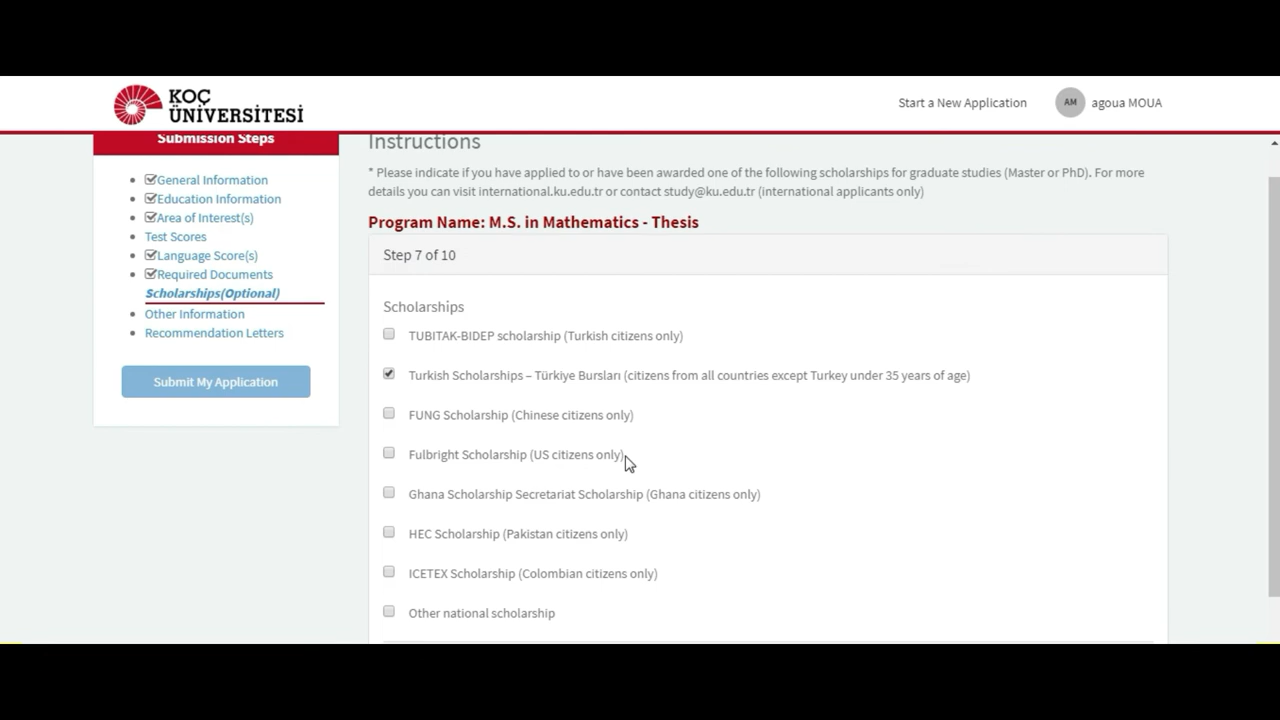 KOÇ
ÜNİVERSİTESİ
Start a New Application
AM
agoua MOUA
Submission Steps
General Information
Education Information
Area of Interest(s)
Test Scores
Language Score(s)
Required Documents
Scholarships(Optional)
Other Information
Recommendation Letters
Submit My Application
Instructions
* Please indicate if you have applied to or have been awarded one of the following scholarships for graduate studies (Master or PhD). For more
details you can visit international.ku.edu.tr or contact study@ku.edu.tr (international applicants only)
Program Name: M.S. in Mathematics - Thesis
Step 7 of 10
Scholarships
TUBITAK-BIDEP scholarship (Turkish citizens only)
Turkish Scholarships – Türkiye Bursları (citizens from all countries except Turkey under 35 years of age)
FUNG Scholarship (Chinese citizens only)
Fulbright Scholarship (US citizens only)
Ghana Scholarship Secretariat Scholarship (Ghana citizens only)
HEC Scholarship (Pakistan citizens only)
ICETEX Scholarship (Colombian citizens only)
Other national scholarship